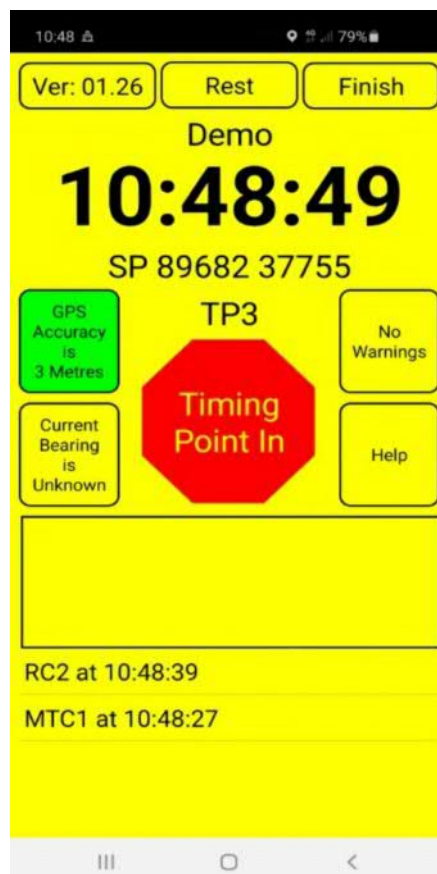 10:48 79%
Ver: 01.26 Rest Finish
Demo
10:48:49
SP 89682 37755
GPS
Accuracy
is
3 Metres
TP3
No
Warnings
Timing
Point In
Current
Bearing
is
Unknown
Help
RC2 at 10:48:39
MTC1 at 10:48:27